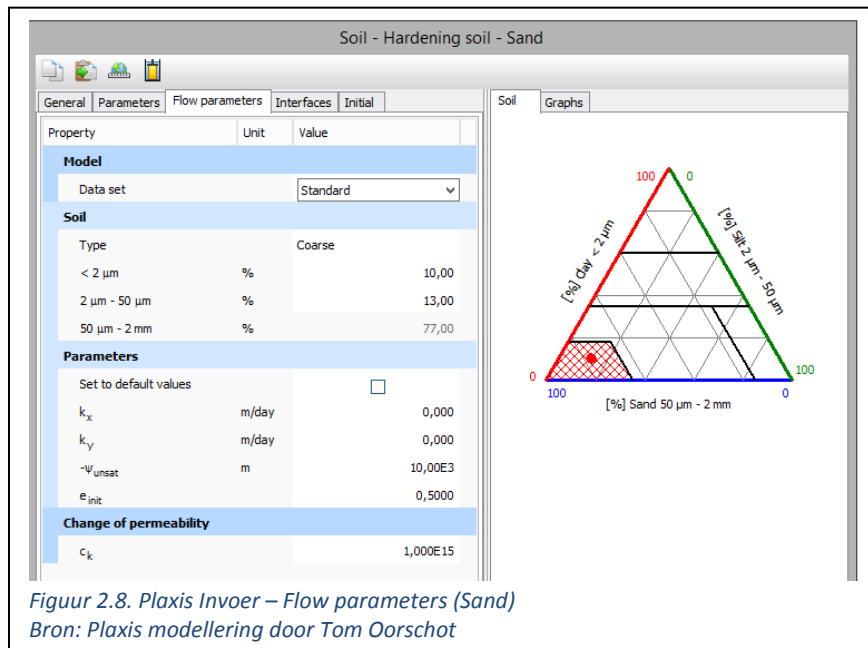 Soil - Hardening soil - Sand
General Parameters Flow parameters Interfaces Initial
Soil Graphs
Property Unit Value
Model
Data set Standard
Soil
Type Coarse
< 2 µm % 10,00
2 µm - 50 µm % 13,00
50 µm - 2 mm % 77,00
Parameters
Set to default values
kx m/day 0,000
ky m/day 0,000
-Ψunsat m 10,00E3
einit 0,5000
Change of permeability
ck 1,000E15
100 0
[%] Clay < 2 µm
[%] Silt 2 µm - 50 µm
0 100
100 0
[%] Sand 50 µm - 2 mm
Figuur 2.8. Plaxis Invoer – Flow parameters (Sand)
Bron: Plaxis modellering door Tom Oorschot